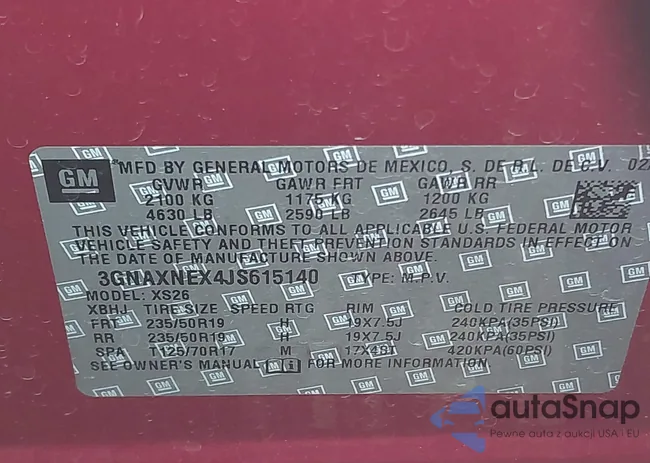 GM
MFD BY GENERAL MOTORS DE MEXICO, S. DE R.L. DE C.V. 02/
GVWR GAWR FRT GAWR RR
2100 KG 1175 KG 1200 KG
4630 LB 2590 LB 2645 LB
THIS VEHICLE CONFORMS TO ALL APPLICABLE U.S. FEDERAL MOTOR
VEHICLE SAFETY AND THEFT PREVENTION STANDARDS IN EFFECT ON
THE DATE OF MANUFACTURE SHOWN ABOVE.
3GNAXNEX4JS615140 TYPE: M.P.V.
MODEL: XS26
XBHJ TIRE SIZE SPEED RTG RIM COLD TIRE PRESSURE
FRT 235/50R19 H 19X7.5J 240KPA(35PSI)
RR 235/50R19 H 19X7.5J 240KPA(35PSI)
SPA T125/70R17 M 17X4BJ 420KPA(60PSI)
SEE OWNER'S MANUAL FOR MORE INFORMATION
autoSnap
Pewne auta z aukcji USA i EU